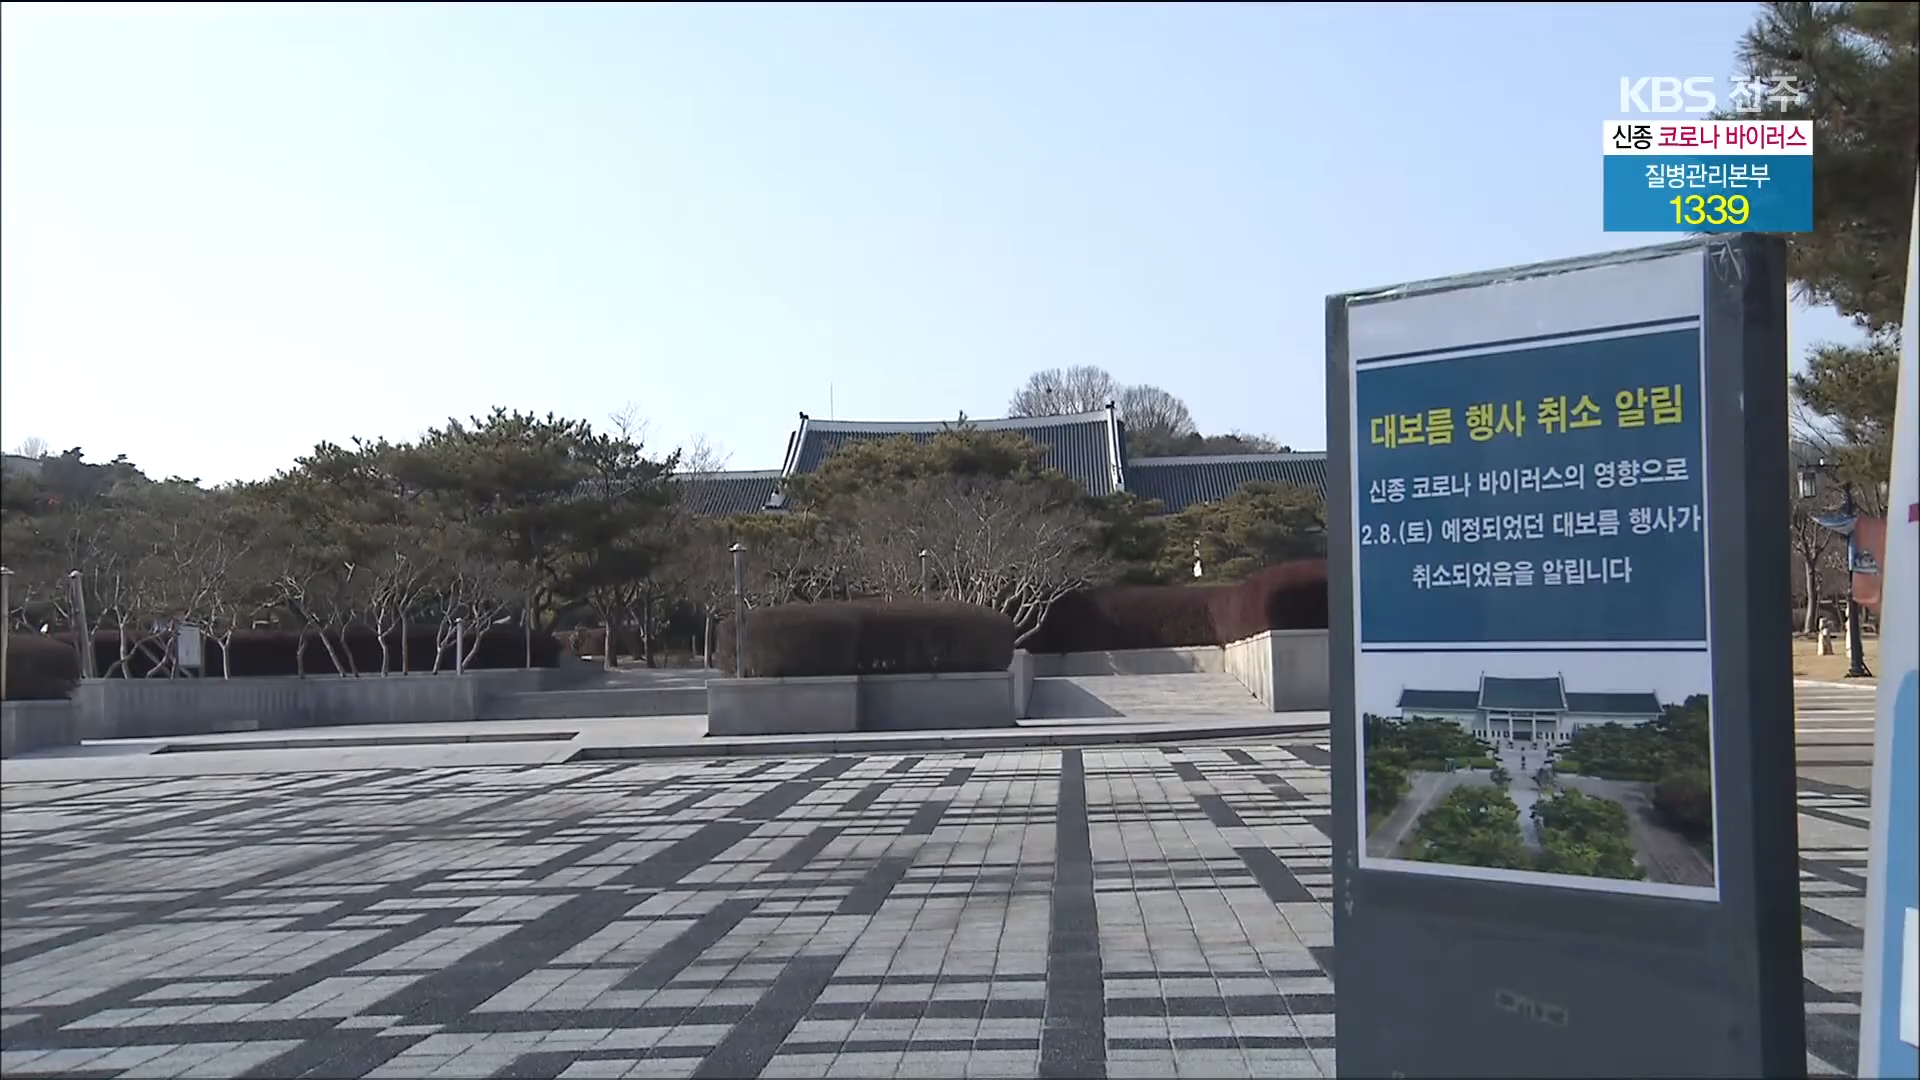 KBS 전주
신종 코로나 바이러스
질병관리본부
1339
대보름 행사 취소 알림
신종 코로나 바이러스의 영향으로
2.8.(토) 예정되었던 대보름 행사가
취소되었음을 알립니다